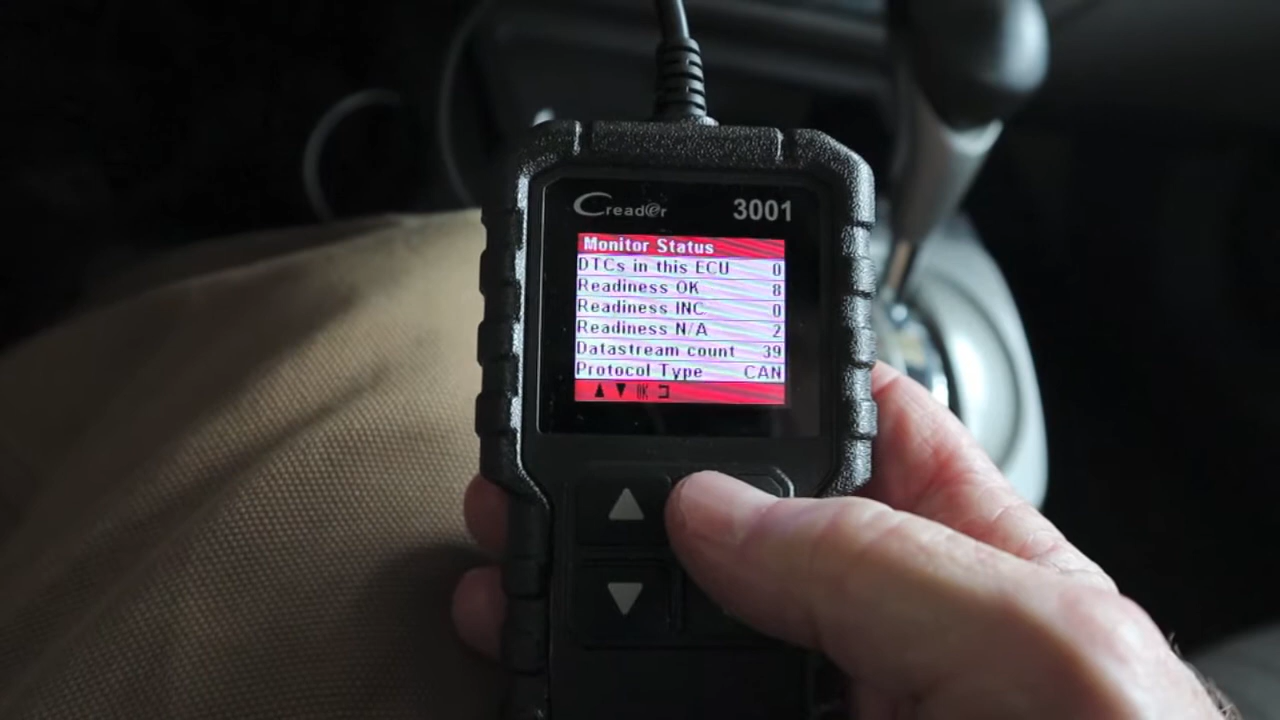 Creader 3001
Monitor Status
DTCs in this ECU 0
Readiness OK 8
Readiness INC 0
Readiness N/A 2
Datastream count 39
Protocol Type CAN
OK